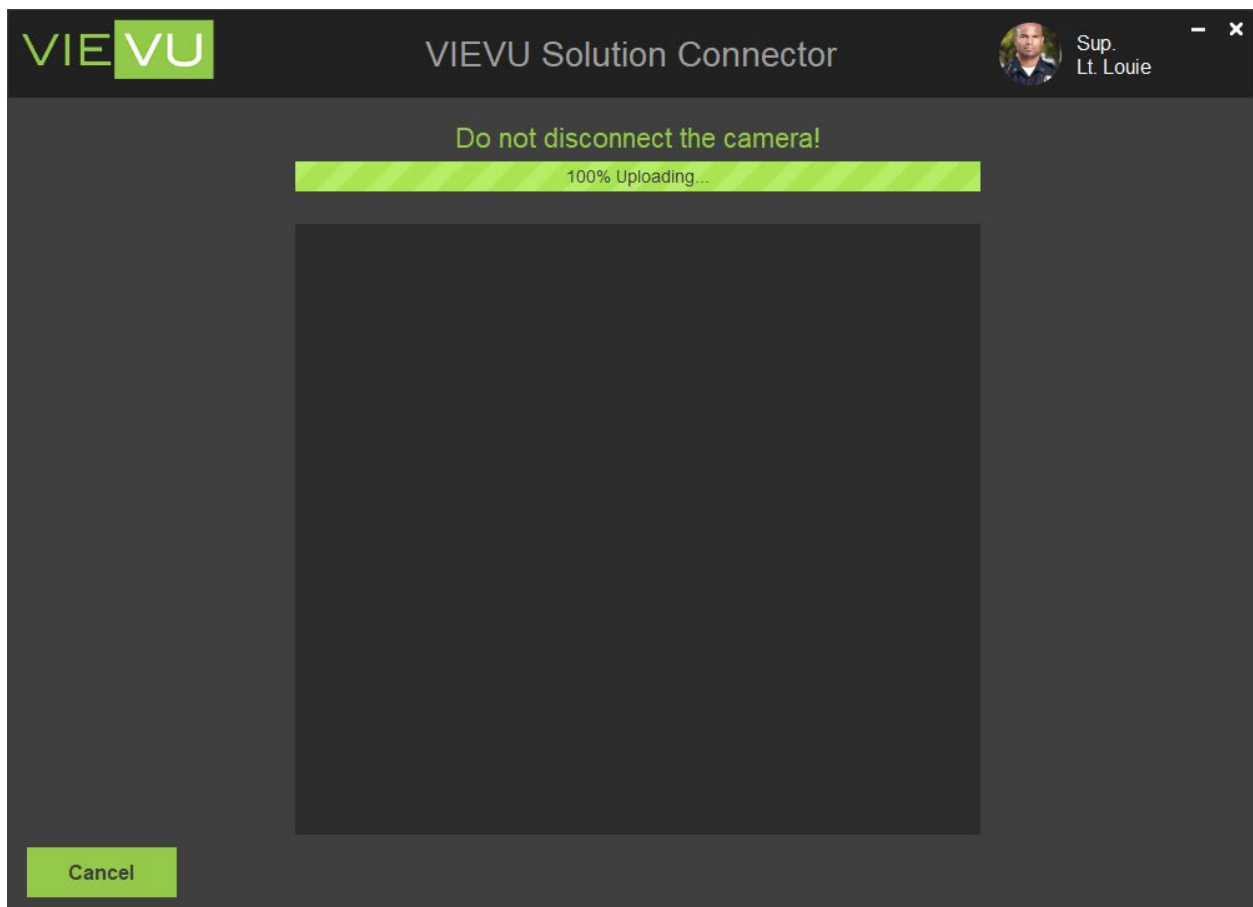 VIEVU
VIEVU Solution Connector
Sup.
Lt. Louie
Do not disconnect the camera!
100% Uploading...
Cancel